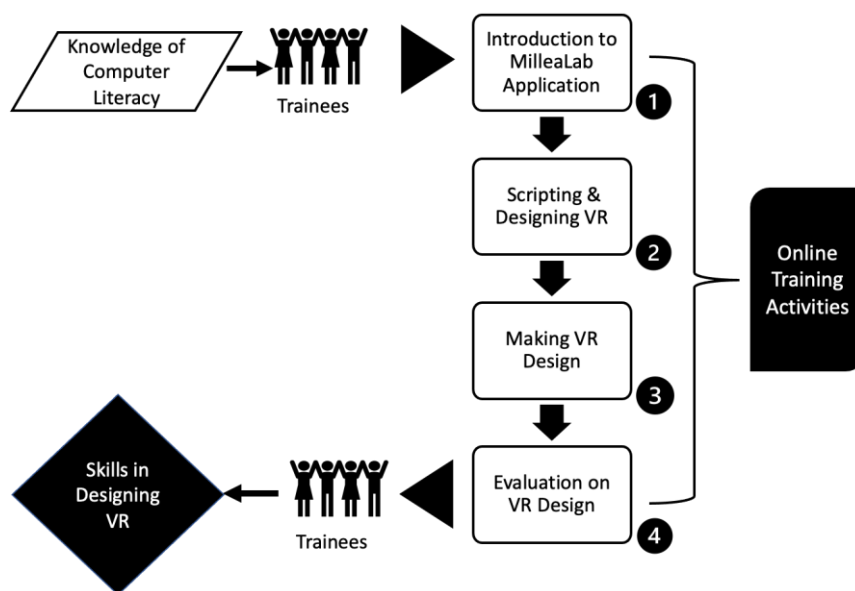 Knowledge of
Computer
Literacy
Trainees
Introduction to
MilleaLab
Application
1
Scripting &
Designing VR
2
Making VR
Design
3
Evaluation on
VR Design
4
Online
Training
Activities
Trainees
Skills in
Designing
VR